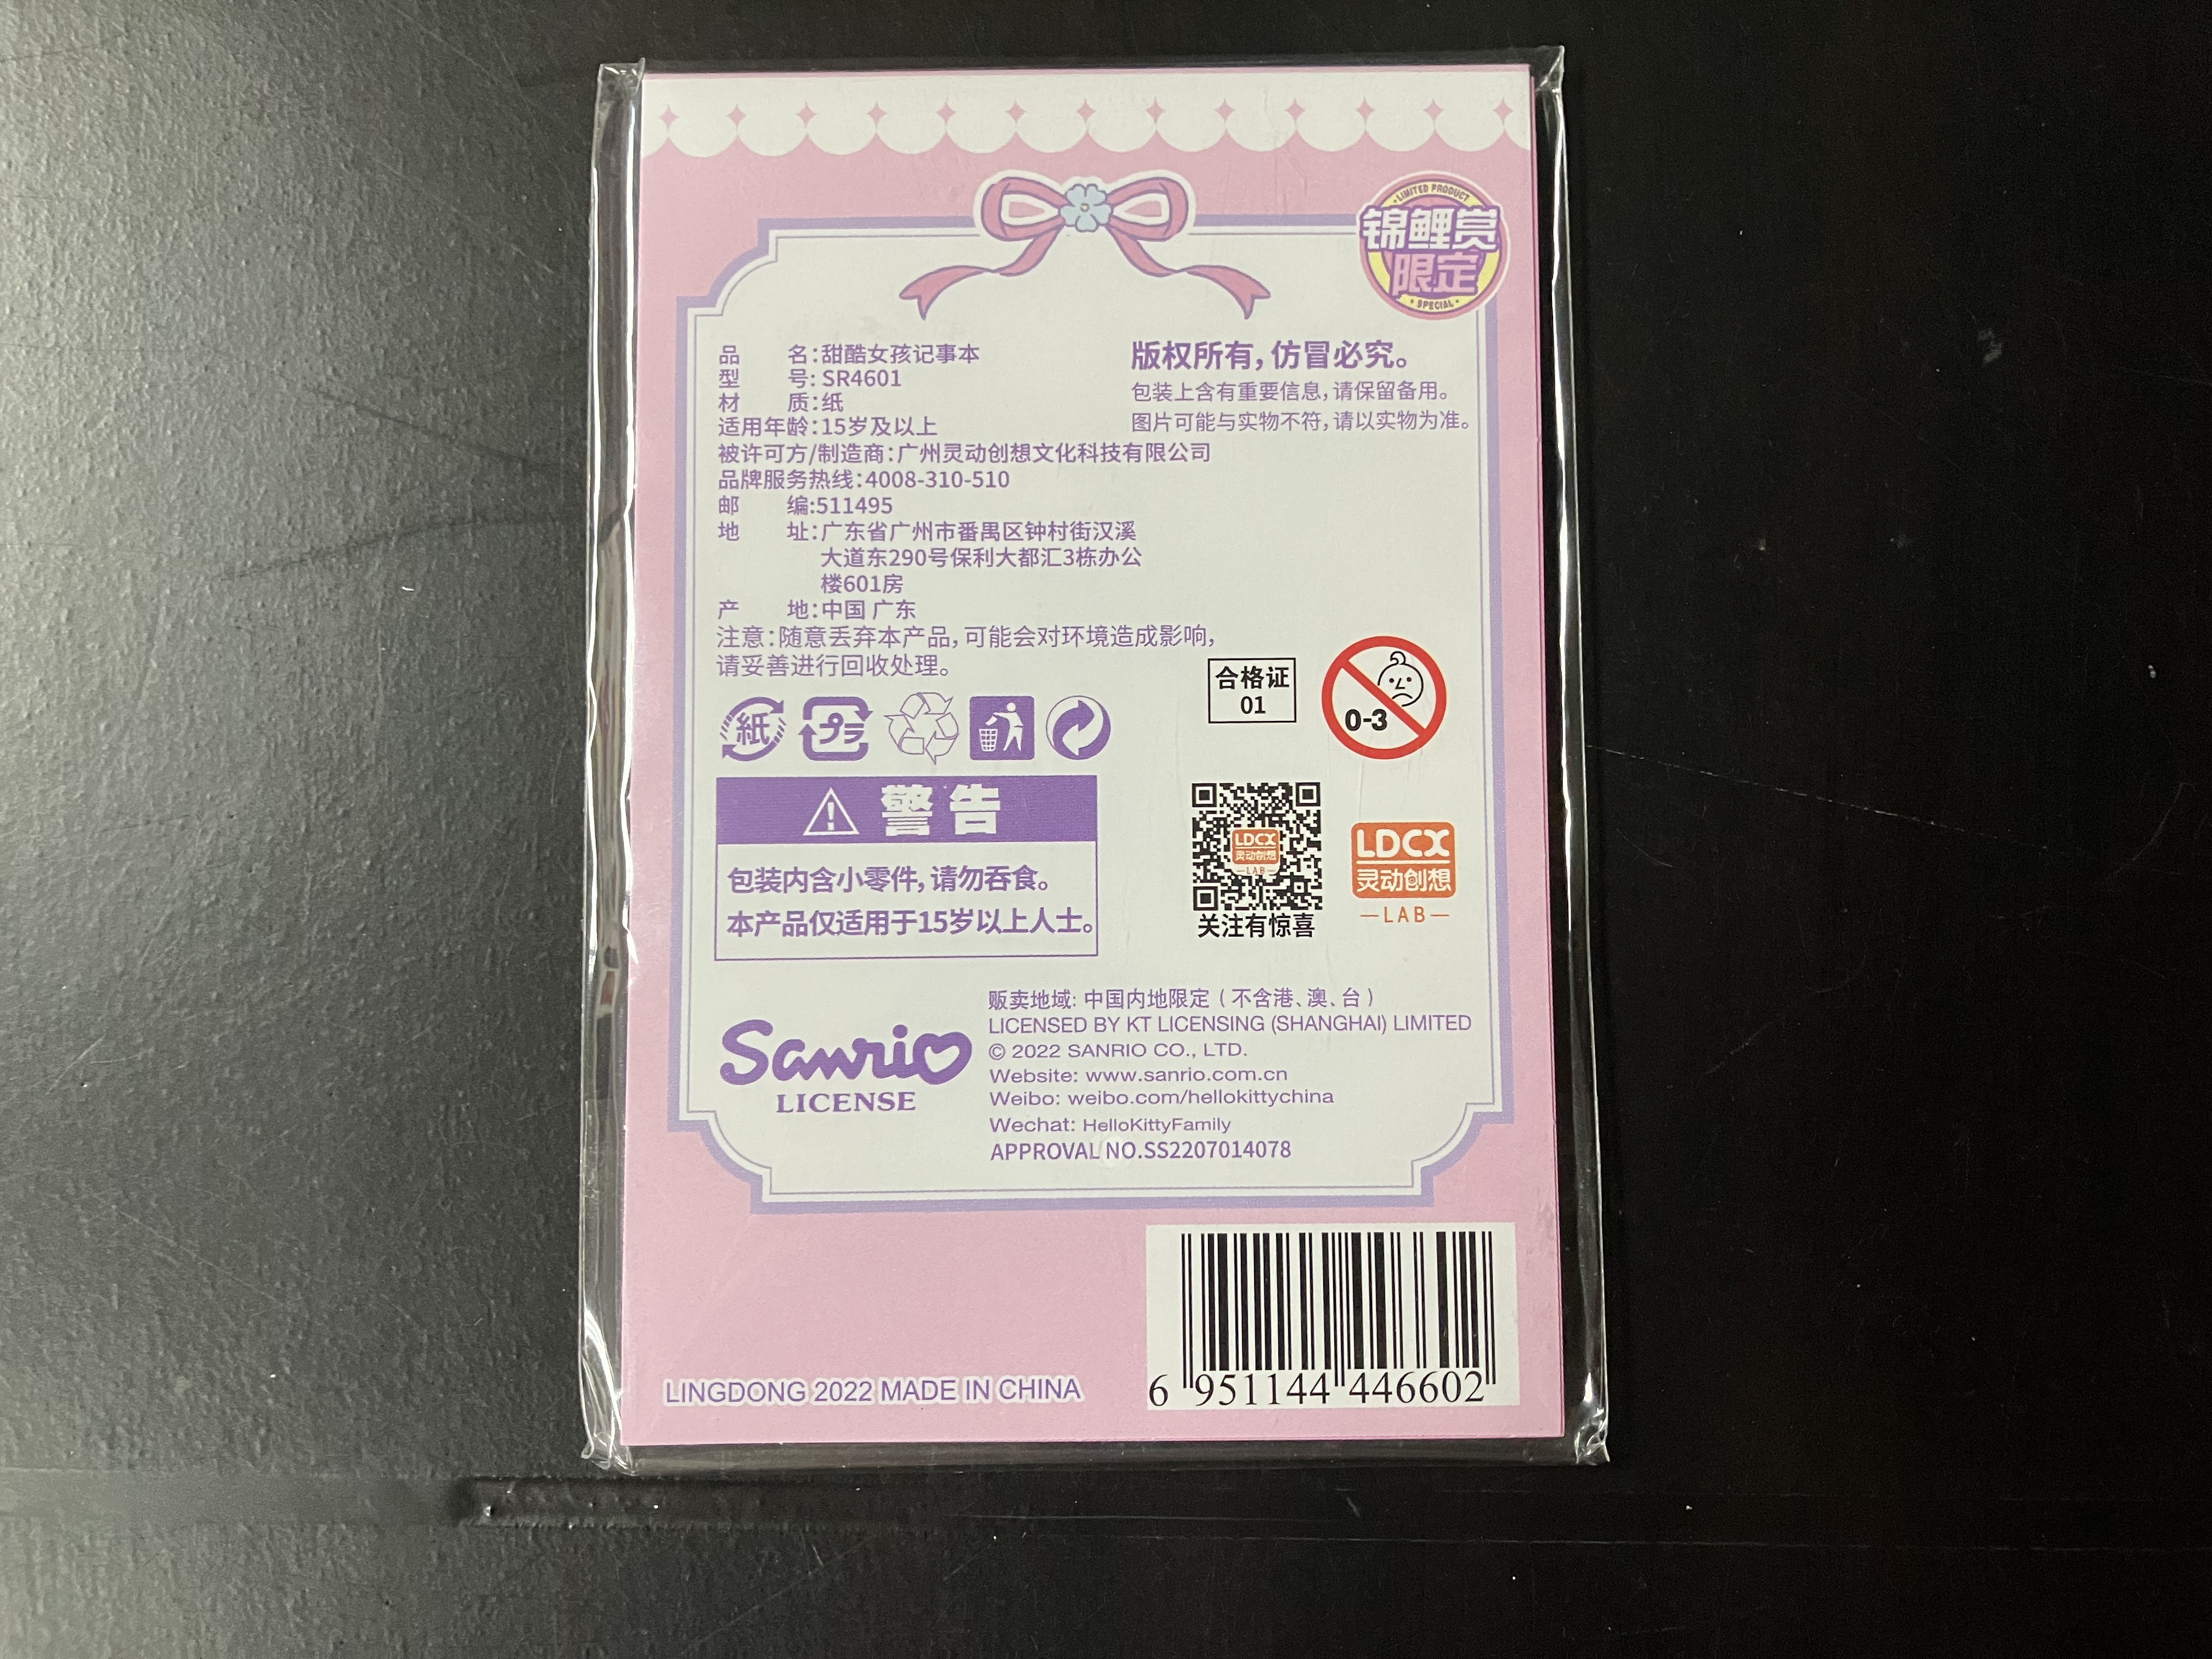 LIMITED PRODUCT
锦鲤赏
限定
SPECIAL
品 名：甜酷女孩记事本
型 号: SR4601
材 质：纸
适用年龄：15岁及以上
版权所有，仿冒必究。
包装上含有重要信息，请保留备用。
图片可能与实物不符，请以实物为准。
被许可方/制造商：广州灵动创想文化科技有限公司
品牌服务热线：4008-310-510
邮 编:511495
地 址：广东省广州市番禺区钟村街汉溪
大道东290号保利大都汇3栋办公
楼601房
产 地：中国 广东
注意：随意丢弃本产品，可能会对环境造成影响，
请妥善进行回收处理。
合格证
01
0-3
紙
プラ
警告
包装内含小零件，请勿吞食。
本产品仅适用于15岁以上人士。
LDCX
灵动创想
LAB
关注有惊喜
LDCX
灵动创想
—LAB—
Sanrio
LICENSE
贩卖地域: 中国内地限定（不含港、澳、台）
LICENSED BY KT LICENSING (SHANGHAI) LIMITED
© 2022 SANRIO CO., LTD.
Website: www.sanrio.com.cn
Weibo: weibo.com/hellokittychina
Wechat: HelloKittyFamily
APPROVAL NO.SS2207014078
LINGDONG 2022 MADE IN CHINA
6 951144 446602